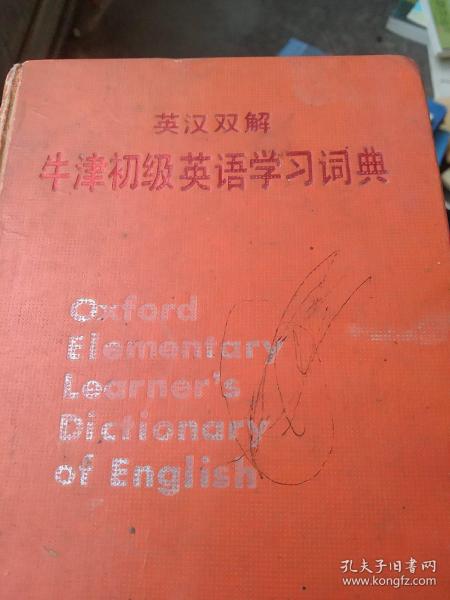 英汉双解
牛津初级英语学习词典
Oxford
Elementary
Learner's
Dictionary
of English
孔夫子旧书网
www.kongfz.com